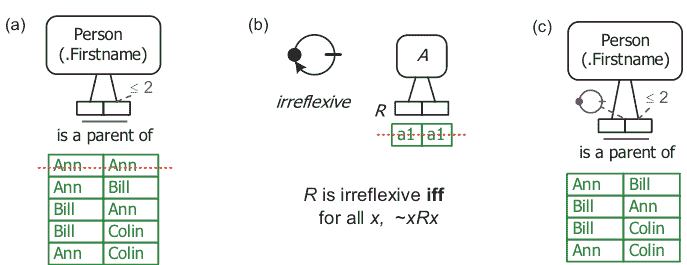 (a)
Person
(.Firstname)
≤ 2
is a parent of
Ann Ann
Ann Bill
Bill Ann
Bill Colin
Ann Colin
(b)
irreflexive
A
R
a1 a1
R is irreflexive iff
for all x, ~xRx
(c)
Person
(.Firstname)
≤ 2
is a parent of
Ann Bill
Bill Ann
Bill Colin
Ann Colin